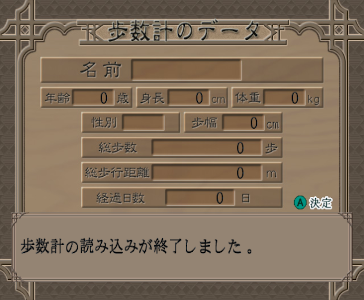 歩数計のデータ
名前
年齢 0 歳 身長 0 cm 体重 0 kg
性別 歩幅 0 cm
総歩数 0 歩
総歩行距離 0 m
経過日数 0 日
A 決定
歩数計の読み込みが終了しました。